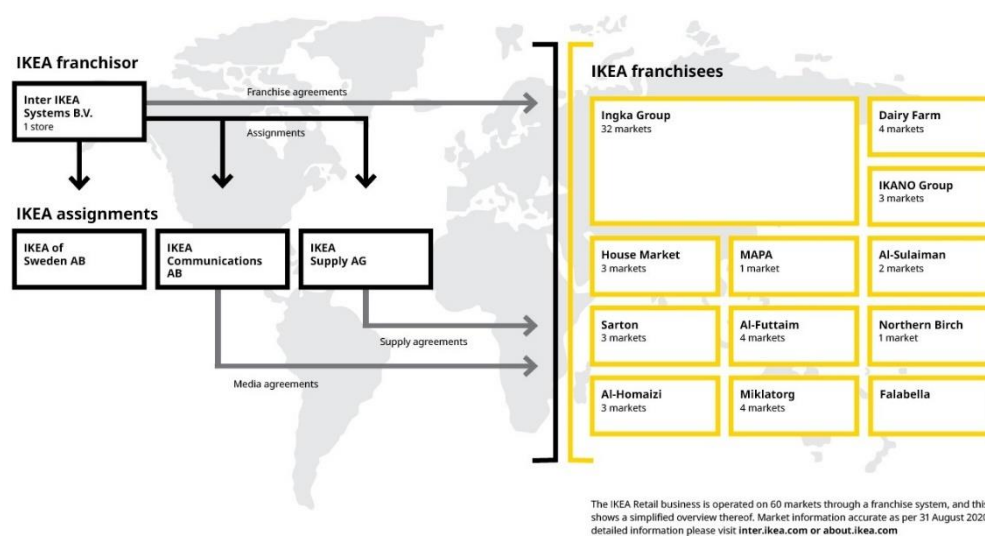 IKEA franchisor
Inter IKEA
Systems B.V.
1 store
Franchise agreements
Assignments
IKEA assignments
IKEA of
Sweden AB
IKEA
Communications
AB
IKEA
Supply AG
Supply agreements
Media agreements
IKEA franchisees
Ingka Group
32 markets
Dairy Farm
4 markets
IKANO Group
3 markets
House Market
3 markets
MAPA
1 market
Al-Sulaiman
2 markets
Sarton
3 markets
Al-Futtaim
4 markets
Northern Birch
1 market
Al-Homaizi
3 markets
Miklatorg
4 markets
Falabella
The IKEA Retail business is operated on 60 markets through a franchise system, and this
shows a simplified overview thereof. Market information accurate as per 31 August 2020
detailed information please visit inter.ikea.com or about.ikea.com